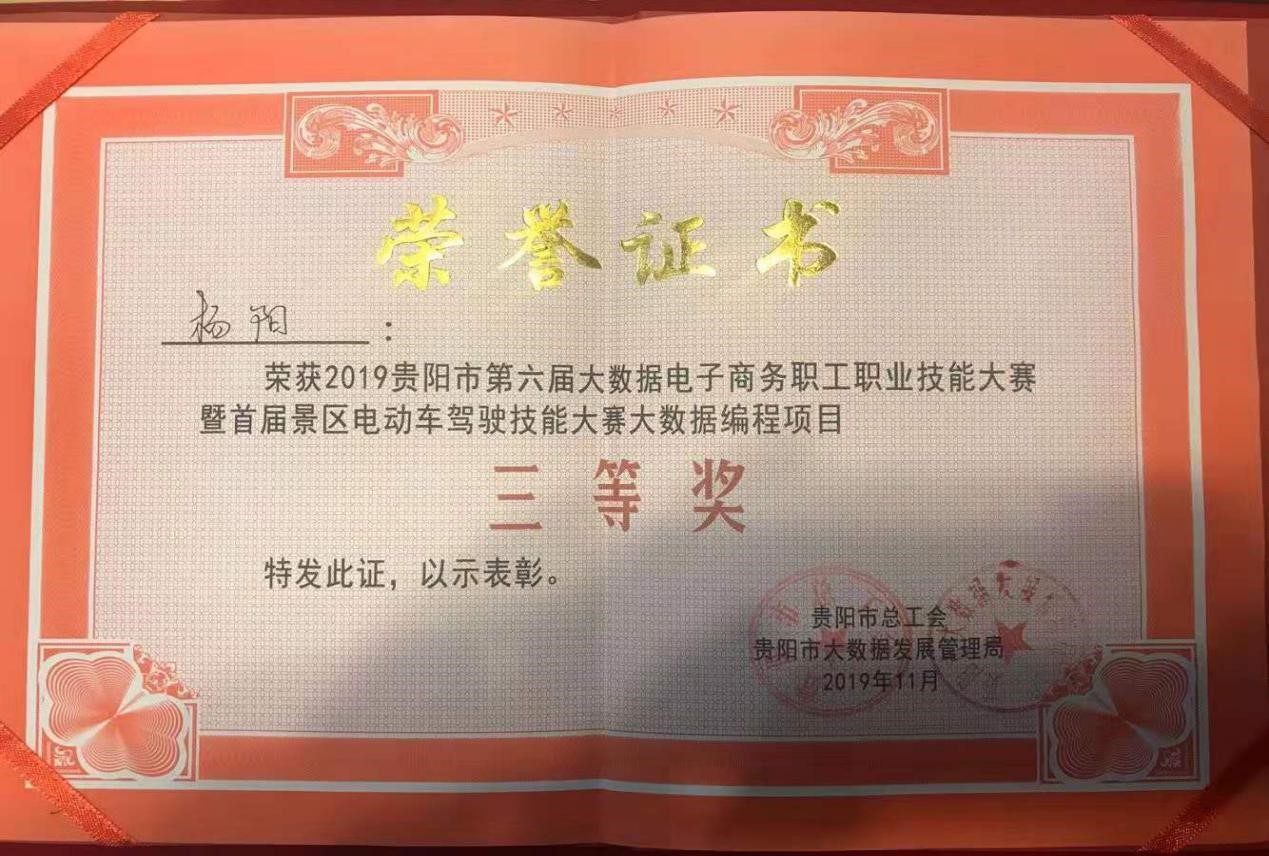 荣誉证书
杨阳：
荣获2019贵阳市第六届大数据电子商务职工职业技能大赛
暨首届景区电动车驾驶技能大赛大数据编程项目
三等奖
特发此证，以示表彰。
贵阳市总工会
贵阳市大数据发展管理局
2019年11月